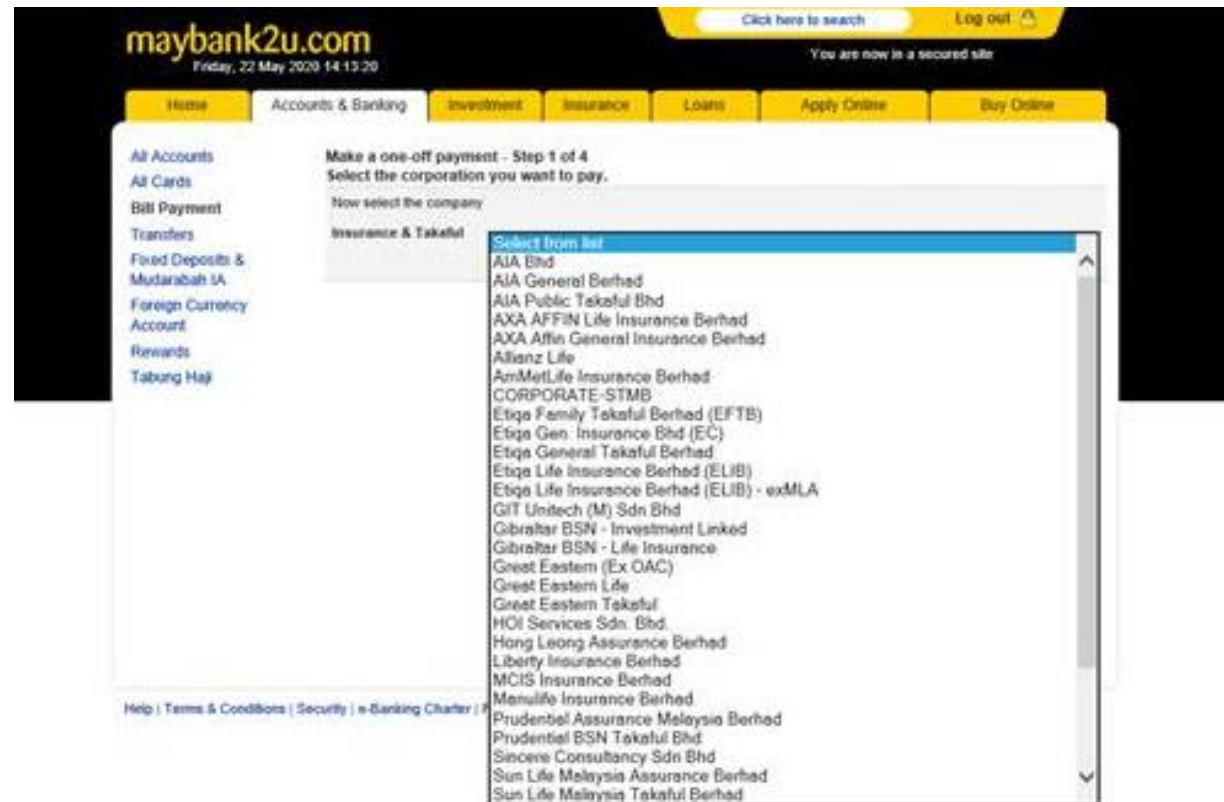 Click here to search
Log out
maybank2u.com
Friday, 22 May 2020 14:13:20
You are now in a secured site
Home
Accounts & Banking
Investment
Insurance
Loans
Apply Online
Buy Online
All Accounts
All Cards
Bill Payment
Transfers
Fixed Deposits &
Mudarabah IA
Foreign Currency
Account
Rewards
Tabung Haji
Make a one-off payment - Step 1 of 4
Select the corporation you want to pay.
Now select the company
Insurance & Takaful
Select from list
AIA Bhd
AIA General Berhad
AIA Public Takaful Bhd
AXA AFFIN Life Insurance Berhad
AXA Affin General Insurance Berhad
Allianz Life
AmMetLife Insurance Berhad
CORPORATE-STMB
Etiqa Family Takaful Berhad (EFTB)
Etiqa Gen. Insurance Bhd (EC)
Etiqa General Takaful Berhad
Etiqa Life Insurance Berhad (ELIB)
Etiqa Life Insurance Berhad (ELIB) - exMLA
GIT Unitech (M) Sdn Bhd
Gibraltar BSN - Investment Linked
Gibraltar BSN - Life Insurance
Great Eastern (Ex OAC)
Great Eastern Life
Great Eastern Takaful
HOI Services Sdn. Bhd.
Hong Leong Assurance Berhad
Liberty Insurance Berhad
MCIS Insurance Berhad
Manulife Insurance Berhad
Prudential Assurance Malaysia Berhad
Prudential BSN Takaful Bhd
Sincere Consultancy Sdn Bhd
Sun Life Malaysia Assurance Berhad
Sun Life Malaysia Takaful Berhad
Help | Terms & Conditions | Security | e-Banking Charter |